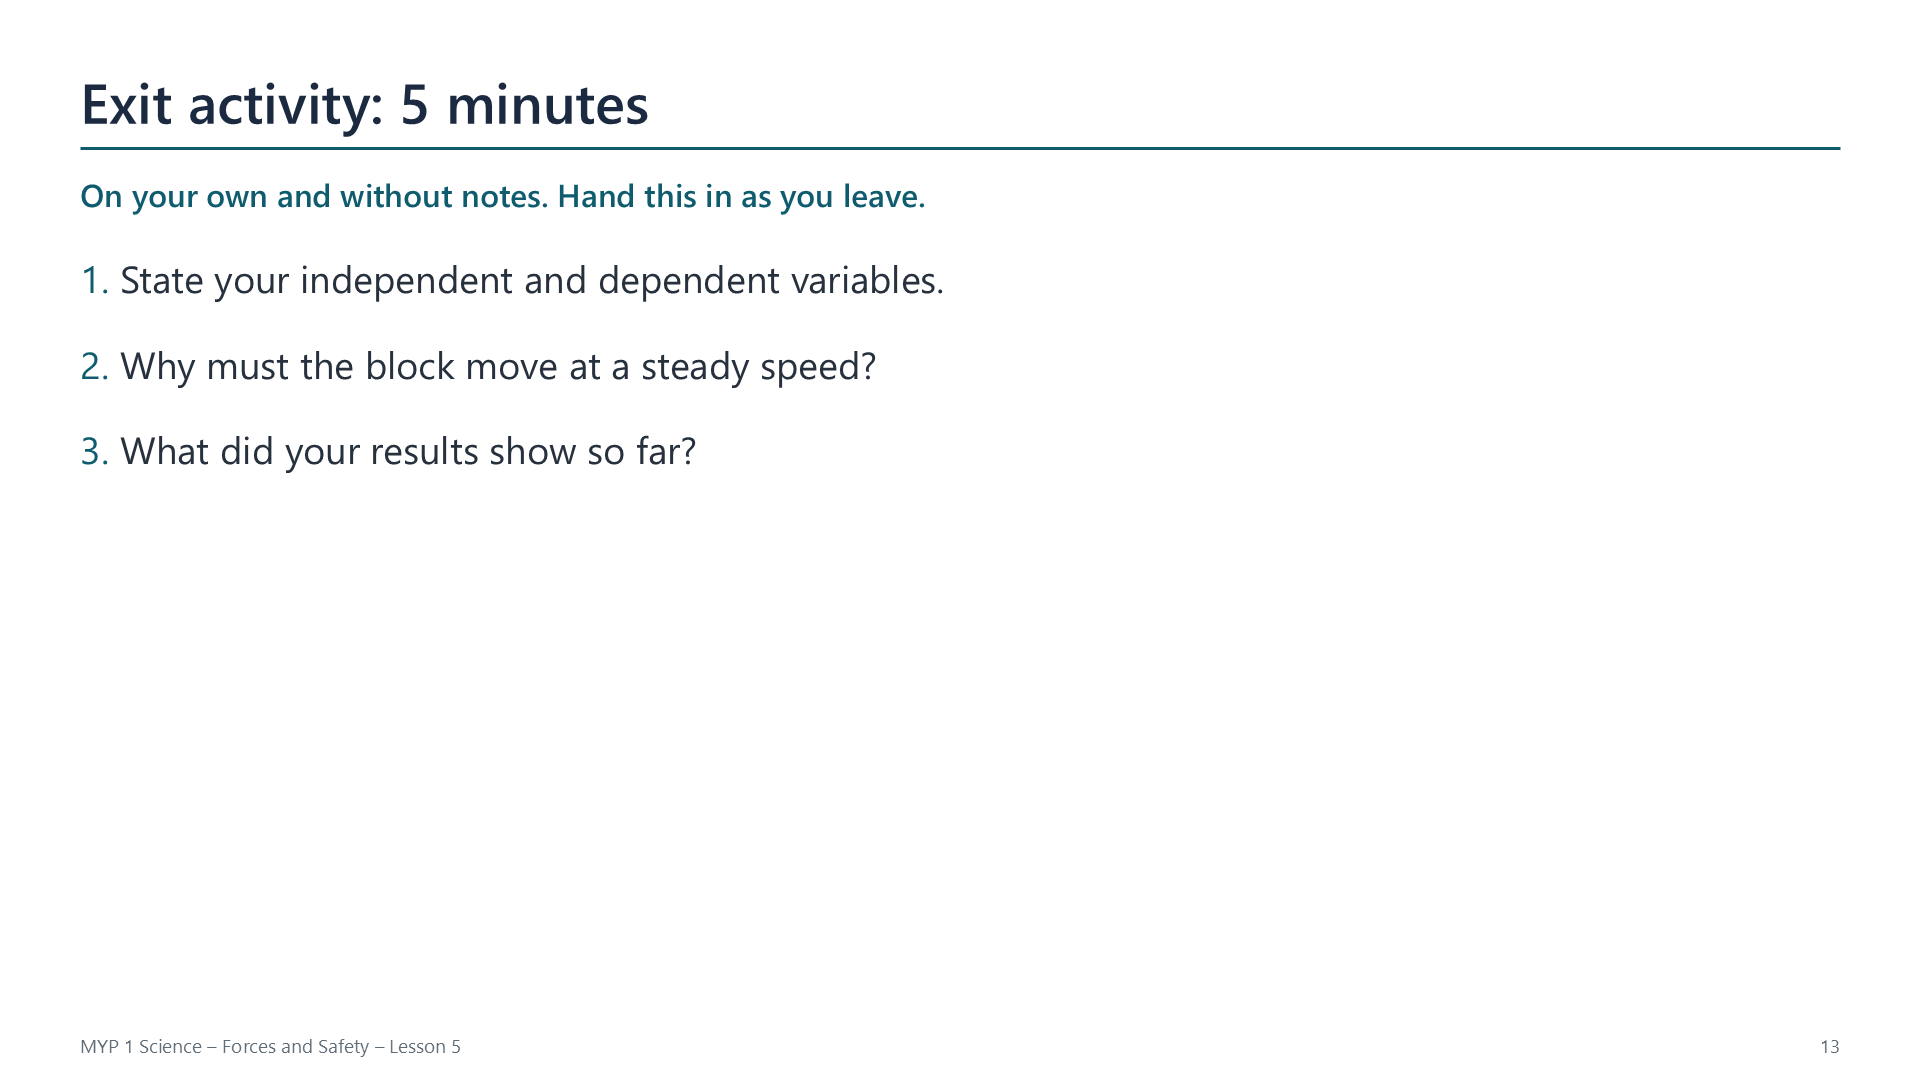 Exit activity: 5 minutes
On your own and without notes. Hand this in as you leave.
1. State your independent and dependent variables.
2. Why must the block move at a steady speed?
3. What did your results show so far?
MYP 1 Science – Forces and Safety – Lesson 5
13